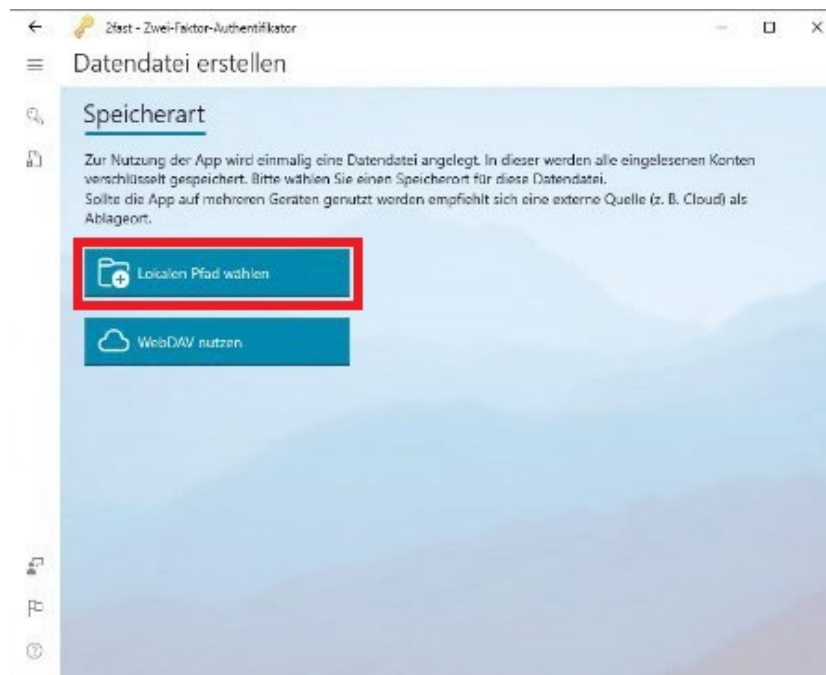 2fast - Zwei-Faktor-Authentifikator
Datendatei erstellen
Speicherart
Zur Nutzung der App wird einmalig eine Datendatei angelegt. In dieser werden alle eingelesenen Konten
verschlüsselt gespeichert. Bitte wählen Sie einen Speicherort für diese Datendatei.
Sollte die App auf mehreren Geräten genutzt werden empfiehlt sich eine externe Quelle (z. B. Cloud) als
Ablageort.
Lokalen Pfad wählen
WebDAV nutzen